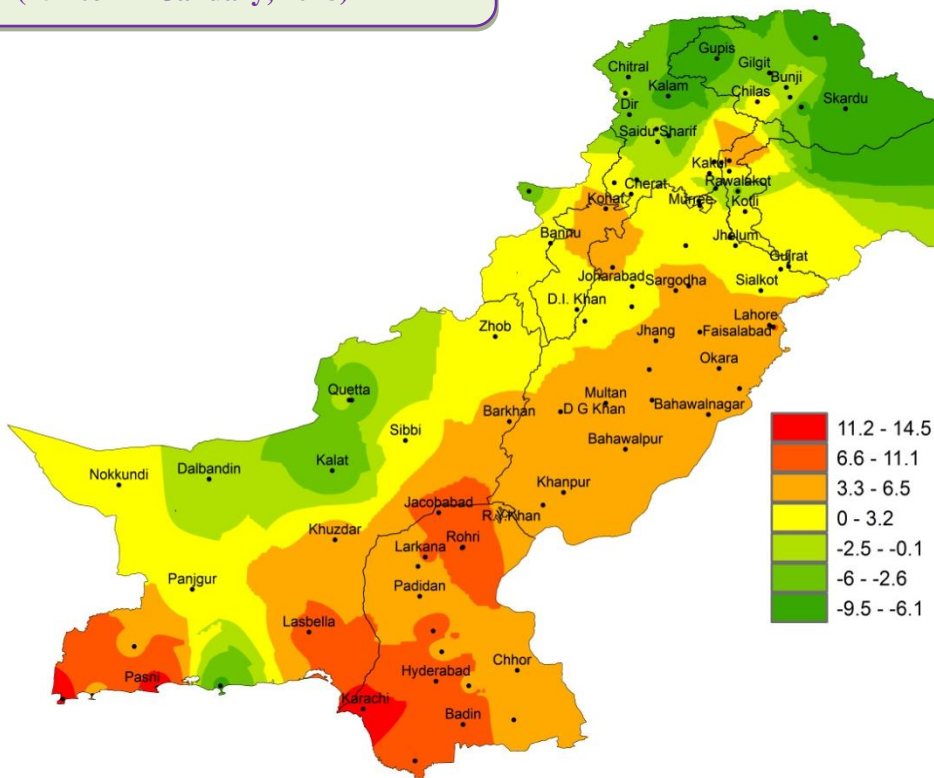 January,
Gupis
Chitral
Gilgit
Bunji
Kalam
Chilas
Skardu
Dir
Saidu Sharif
Kakul
Cherat
Rawalakot
Kohat
Murree
Kotli
Bannu
Jhelum
Gujrat
Joharabad
Sargodha
Sialkot
D.I. Khan
Zhob
Lahore
Jhang
Faisalabad
Okara
Quetta
Multan
Barkhan
D G Khan
Bahawalnagar
Sibbi
Bahawalpur
Kalat
Nokkundi
Dalbandin
Khanpur
Jacobabad
R.Y.Khan
Khuzdar
Rohri
Larkana
Panjgur
Padidan
Lasbella
Chhor
Pasni
Hyderabad
Karachi
Badin
11.2 - 14.5
6.6 - 11.1
3.3 - 6.5
0 - 3.2
-2.5 - -0.1
-6 - -2.6
-9.5 - -6.1